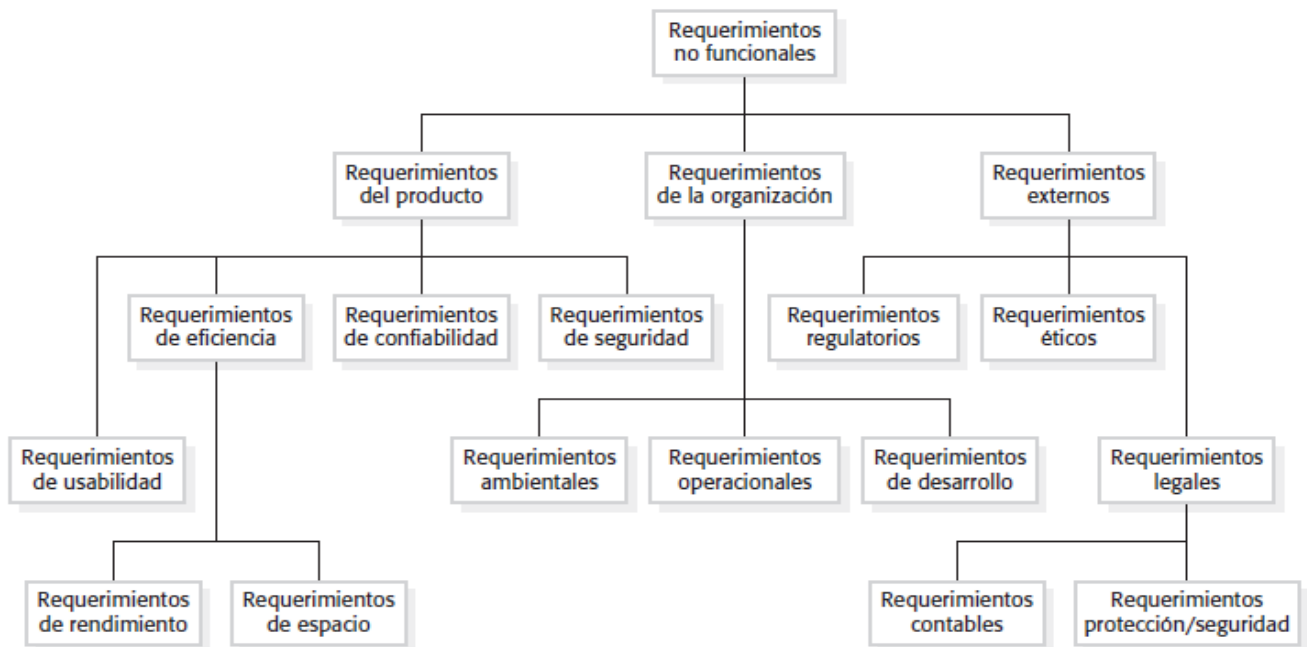 Requerimientos
no funcionales
Requerimientos
del producto
Requerimientos
de la organización
Requerimientos
externos
Requerimientos
de eficiencia
Requerimientos
de confiabilidad
Requerimientos
de seguridad
Requerimientos
regulatorios
Requerimientos
éticos
Requerimientos
de usabilidad
Requerimientos
ambientales
Requerimientos
operacionales
Requerimientos
de desarrollo
Requerimientos
legales
Requerimientos
de rendimiento
Requerimientos
de espacio
Requerimientos
contables
Requerimientos
protección/seguridad